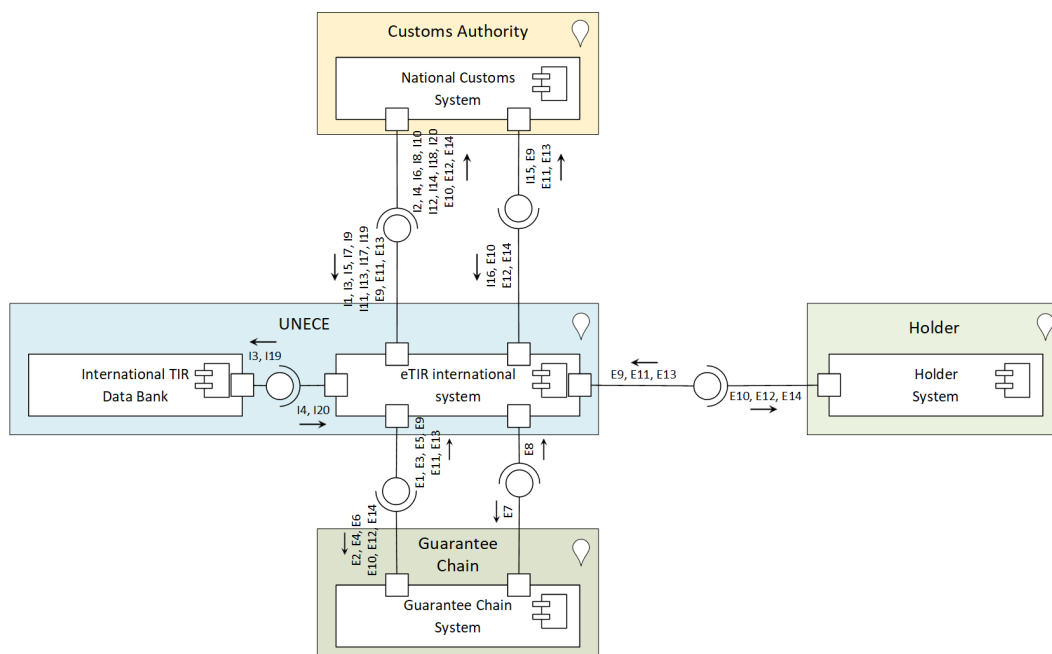 Customs Authority
National Customs
System
I2, I4, I6, I8, I10
I12, I14, I18, I20
E10, E12, E14
I15, E9
E11, E13
I1, I3, I5, I7, I9
I11, I13, I17, I19
E9, E11, E13
I16, E10
E12, E14
UNECE
Holder
I3, I19
International TIR
Data Bank
I4, I20
eTIR international
system
E9, E11, E13
E10, E12, E14
Holder
System
E1, E3, E5, E9
E11, E13
E8
E2, E4, E6
E10, E12, E14
E7
Guarantee
Chain
Guarantee Chain
System